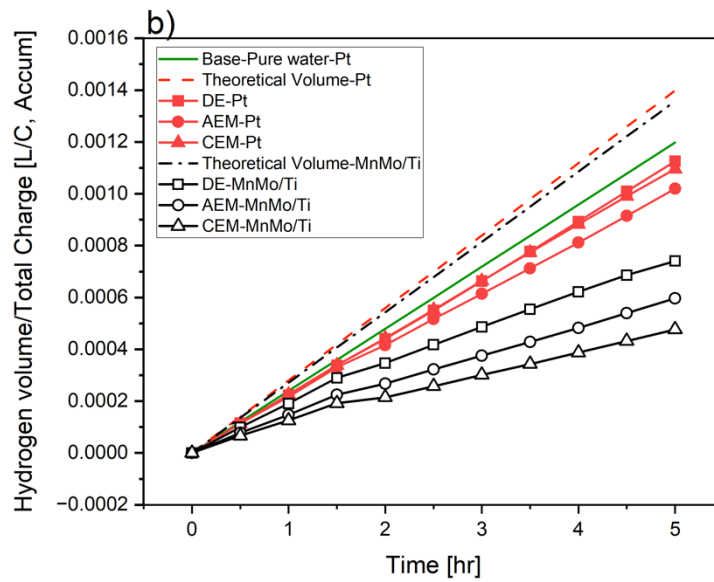 b)
Hydrogen volume/Total Charge [L/C, Accum]
0.0016
0.0014
0.0012
0.0010
0.0008
0.0006
0.0004
0.0002
0.0000
−0.0002
Base-Pure water-Pt
Theoretical Volume-Pt
DE-Pt
AEM-Pt
CEM-Pt
Theoretical Volume-MnMo/Ti
DE-MnMo/Ti
AEM-MnMo/Ti
CEM-MnMo/Ti
0 1 2 3 4 5
Time [hr]